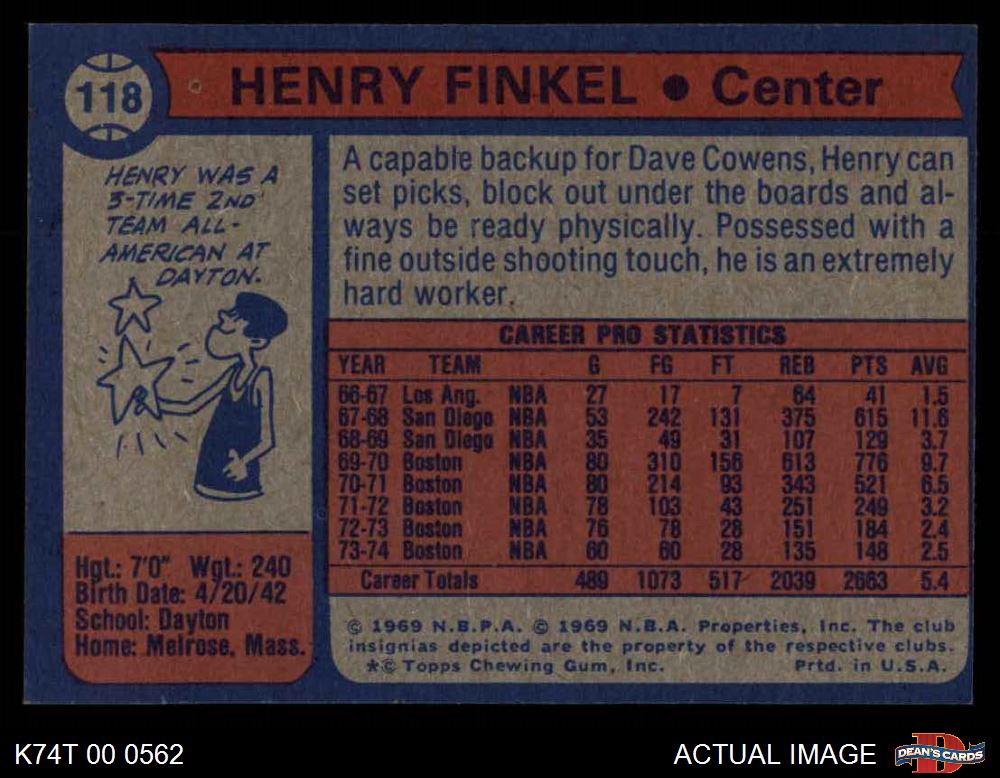 118
HENRY FINKEL ● Center
HENRY WAS A
3-TIME 2ND
TEAM ALL-
AMERICAN AT
DAYTON.
Hgt.: 7'0" Wgt.: 240
Birth Date: 4/20/42
School: Dayton
Home: Melrose, Mass.
A capable backup for Dave Cowens, Henry can
set picks, block out under the boards and al-
ways be ready physically. Possessed with a
fine outside shooting touch, he is an extremely
hard worker.
CAREER PRO STATISTICS
YEAR TEAM G FG FT REB PTS AVG
66-67 Los Ang. NBA 27 17 7 64 41 1.5
67-68 San Diego NBA 53 242 131 375 615 11.6
68-69 San Diego NBA 35 49 31 107 129 3.7
69-70 Boston NBA 80 310 156 613 776 9.7
70-71 Boston NBA 80 214 93 343 521 6.5
71-72 Boston NBA 78 103 43 251 249 3.2
72-73 Boston NBA 76 78 28 151 184 2.4
73-74 Boston NBA 60 60 28 135 148 2.5
Career Totals 489 1073 517 2039 2663 5.4
© 1969 N.B.P.A. © 1969 N.B.A. Properties, Inc. The club
insignias depicted are the property of the respective clubs.
*© Topps Chewing Gum, Inc. Prtd. in U.S.A.
K74T 00 0562
ACTUAL IMAGE
DEAN'S CARDS